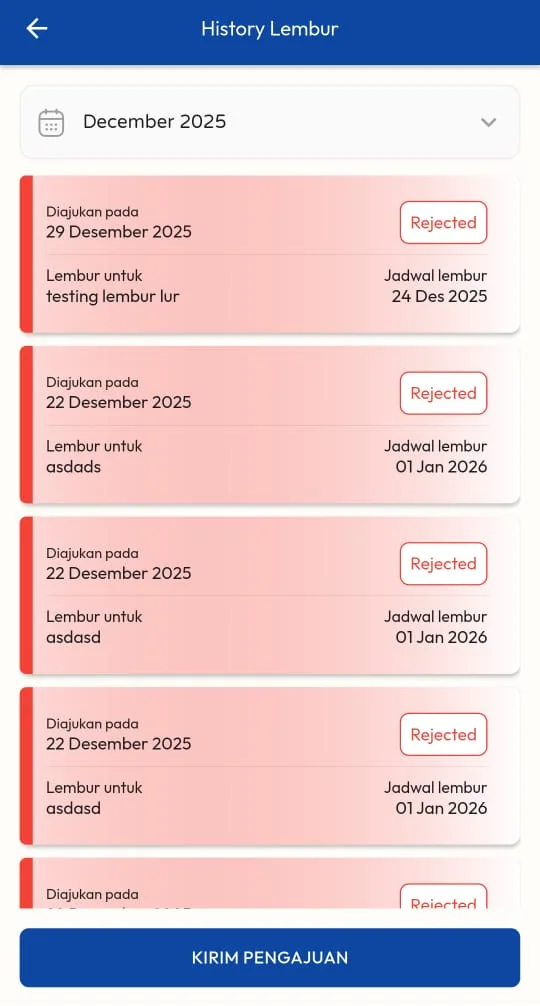 History Lembur
December 2025
Diajukan pada
29 Desember 2025
Rejected
Lembur untuk
testing lembur lur
Jadwal lembur
24 Des 2025
Diajukan pada
22 Desember 2025
Rejected
Lembur untuk
asdads
Jadwal lembur
01 Jan 2026
Diajukan pada
22 Desember 2025
Rejected
Lembur untuk
asdasd
Jadwal lembur
01 Jan 2026
Diajukan pada
22 Desember 2025
Rejected
Lembur untuk
asdasd
Jadwal lembur
01 Jan 2026
Diajukan pada
Rejected
KIRIM PENGAJUAN